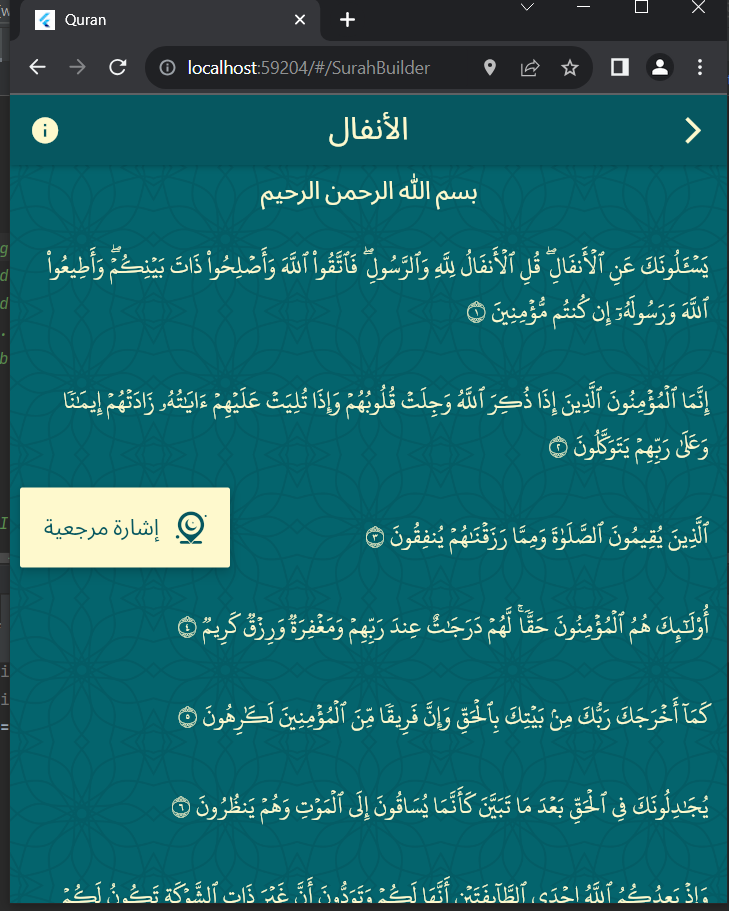 Quran
localhost:59204/#/SurahBuilder
الأنفال
بسم الله الرحمن الرحيم
يَسْـَٔلُونَكَ عَنِ ٱلْأَنفَالِ ۖ قُلِ ٱلْأَنفَالُ لِلَّهِ وَٱلرَّسُولِ ۖ فَٱتَّقُوا۟ ٱللَّهَ وَأَصْلِحُوا۟ ذَاتَ بَيْنِكُمْ ۖ وَأَطِيعُوا۟
ٱللَّهَ وَرَسُولَهُۥٓ إِن كُنتُم مُّؤْمِنِينَ ١
إِنَّمَا ٱلْمُؤْمِنُونَ ٱلَّذِينَ إِذَا ذُكِرَ ٱللَّهُ وَجِلَتْ قُلُوبُهُمْ وَإِذَا تُلِيَتْ عَلَيْهِمْ ءَايَـٰتُهُۥ زَادَتْهُمْ إِيمَـٰنًا
وَعَلَىٰ رَبِّهِمْ يَتَوَكَّلُونَ ٢
ٱلَّذِينَ يُقِيمُونَ ٱلصَّلَوٰةَ وَمِمَّا رَزَقْنَـٰهُمْ يُنفِقُونَ ٣
إشارة مرجعية
أُو۟لَـٰٓئِكَ هُمُ ٱلْمُؤْمِنُونَ حَقًّا ۚ لَّهُمْ دَرَجَـٰتٌ عِندَ رَبِّهِمْ وَمَغْفِرَةٌ وَرِزْقٌ كَرِيمٌ ٤
كَمَآ أَخْرَجَكَ رَبُّكَ مِنۢ بَيْتِكَ بِٱلْحَقِّ وَإِنَّ فَرِيقًا مِّنَ ٱلْمُؤْمِنِينَ لَكَـٰرِهُونَ ٥
يُجَـٰدِلُونَكَ فِى ٱلْحَقِّ بَعْدَ مَا تَبَيَّنَ كَأَنَّمَا يُسَاقُونَ إِلَى ٱلْمَوْتِ وَهُمْ يَنظُرُونَ ٦
وَإِذْ يَعِدُكُمُ ٱللَّهُ إِحْدَى ٱلطَّآئِفَتَيْنِ أَنَّهَا لَكُمْ وَتَوَدُّونَ أَنَّ غَيْرَ ذَاتِ ٱلشَّوْكَةِ تَكُونُ لَكُمْ